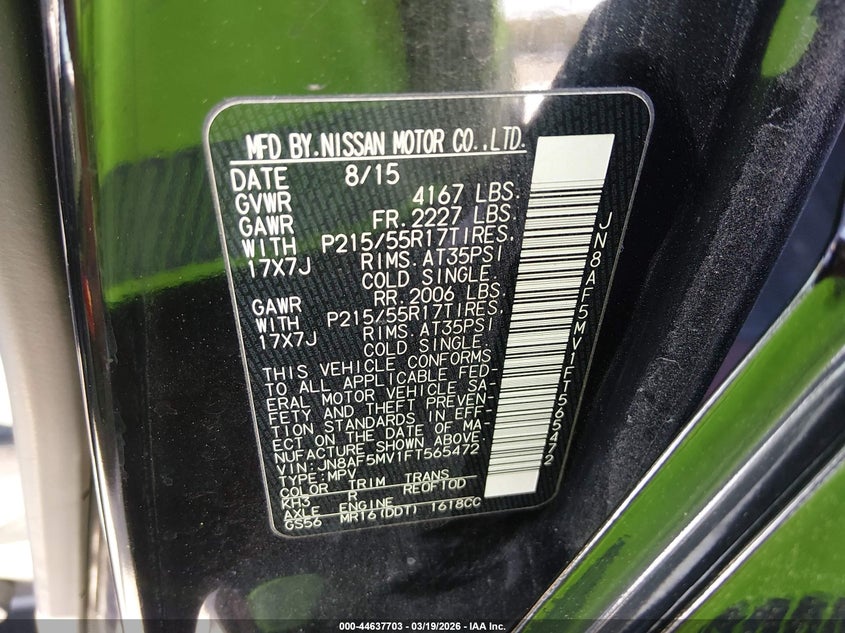 MFD BY.NISSAN MOTOR CO.,LTD.
DATE 8/15
GVWR 4167 LBS.
GAWR FR.2227 LBS.
WITH P215/55R17TIRES.
17X7J RIMS.AT35PSI
COLD SINGLE.
GAWR RR.2006 LBS.
WITH P215/55R17TIRES.
17X7J RIMS.AT35PSI
COLD SINGLE.
THIS VEHICLE CONFORMS
TO ALL APPLICABLE FED-
ERAL MOTOR VEHICLE SA-
FETY AND THEFT PREVEN-
TION STANDARDS IN EFF-
ECT ON THE DATE OF MA-
NUFACTURE SHOWN ABOVE.
VIN:JN8AF5MV1FT565472
TYPE:MPV
COLOR TRIM TRANS
KH3 R RE0F10D
AXLE ENGINE
GS56 MR16(DDT) 1618CC
JN8AF5MV1FT565472
000-44637703 - 03/19/2026 - IAA Inc.